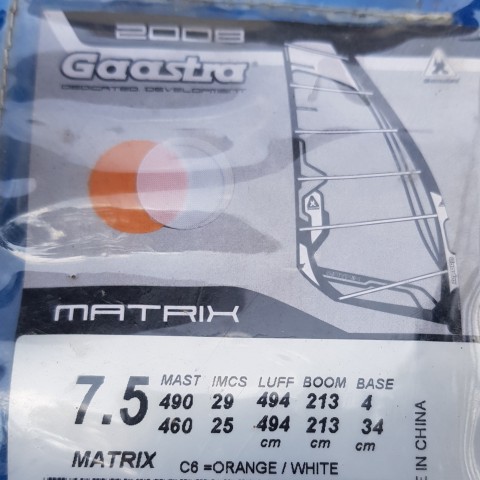 2008
Gaastra®
DEDICATED DEVELOPMENT
MATRIX
7.5
MAST IMCS LUFF BOOM BASE
490 29 494 213 4
460 25 494 213 34
cm cm cm
MATRIX C6 =ORANGE / WHITE
E IN CHINA